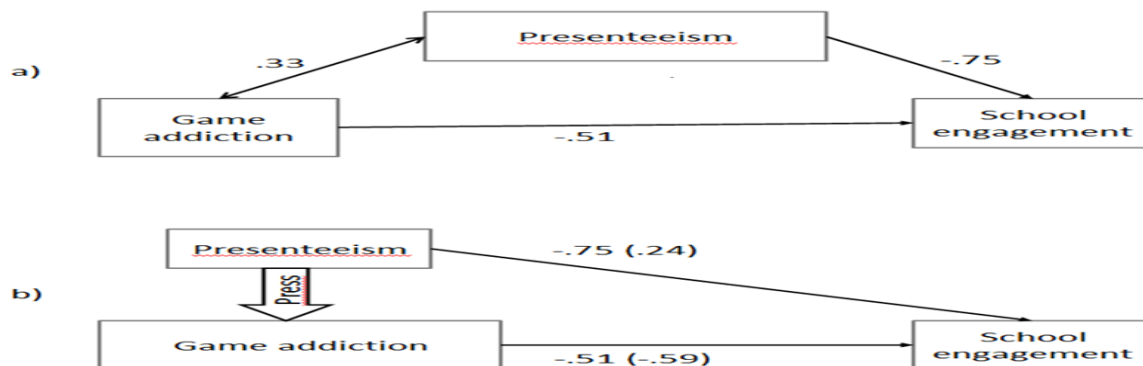 Presenteeism
a)
.33
-.75
Game
addiction
-.51
School
engagement
Presenteeism
-.75 (.24)
b)
Press
Game addiction
-.51 (-.59)
School
engagement